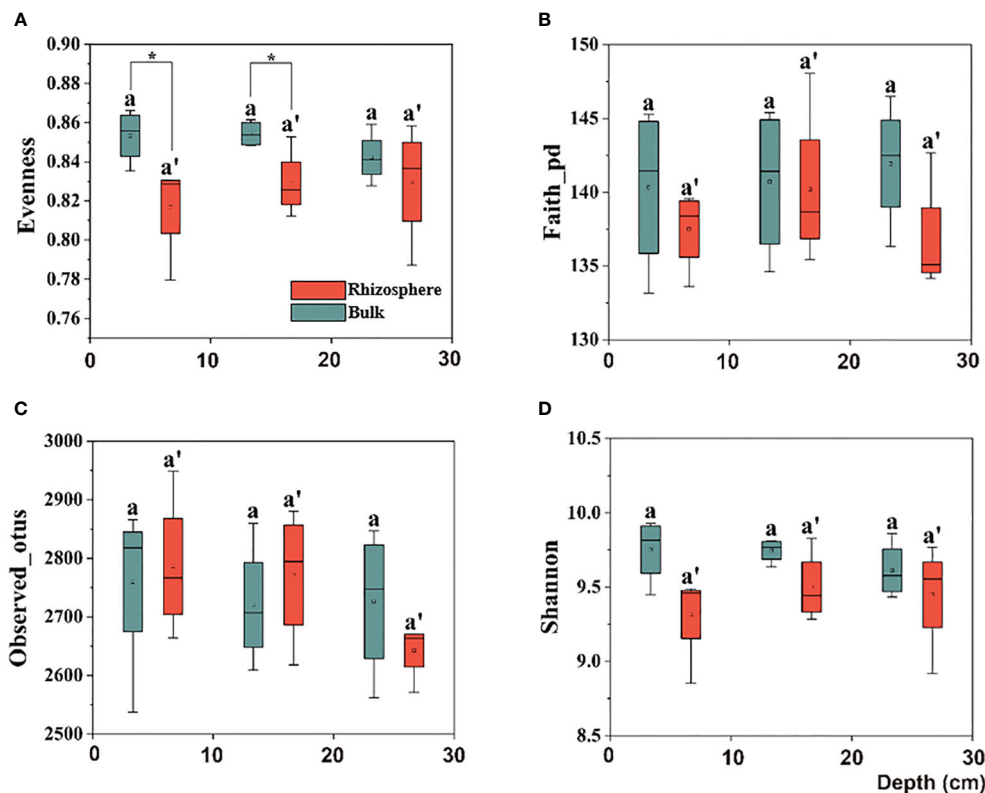 A
Evenness
0.90
0.88
0.86
0.84
0.82
0.80
0.78
0.76
* *
a a' a a' a a'
Rhizosphere
Bulk
0 10 20 30
B
Faith_pd
150
145
140
135
130
a a' a a' a a'
0 10 20 30
C
Observed_otus
3000
2900
2800
2700
2600
2500
a a' a a' a a'
0 10 20 30
D
Shannon
10.5
10.0
9.5
9.0
8.5
a a' a a' a a'
0 10 20 30
Depth (cm)